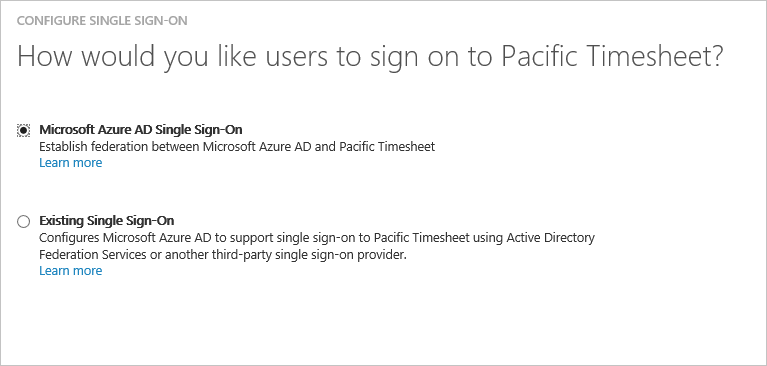 CONFIGURE SINGLE SIGN-ON
How would you like users to sign on to Pacific Timesheet?
Microsoft Azure AD Single Sign-On
Establish federation between Microsoft Azure AD and Pacific Timesheet
Learn more
Existing Single Sign-On
Configures Microsoft Azure AD to support single sign-on to Pacific Timesheet using Active Directory
Federation Services or another third-party single sign-on provider.
Learn more